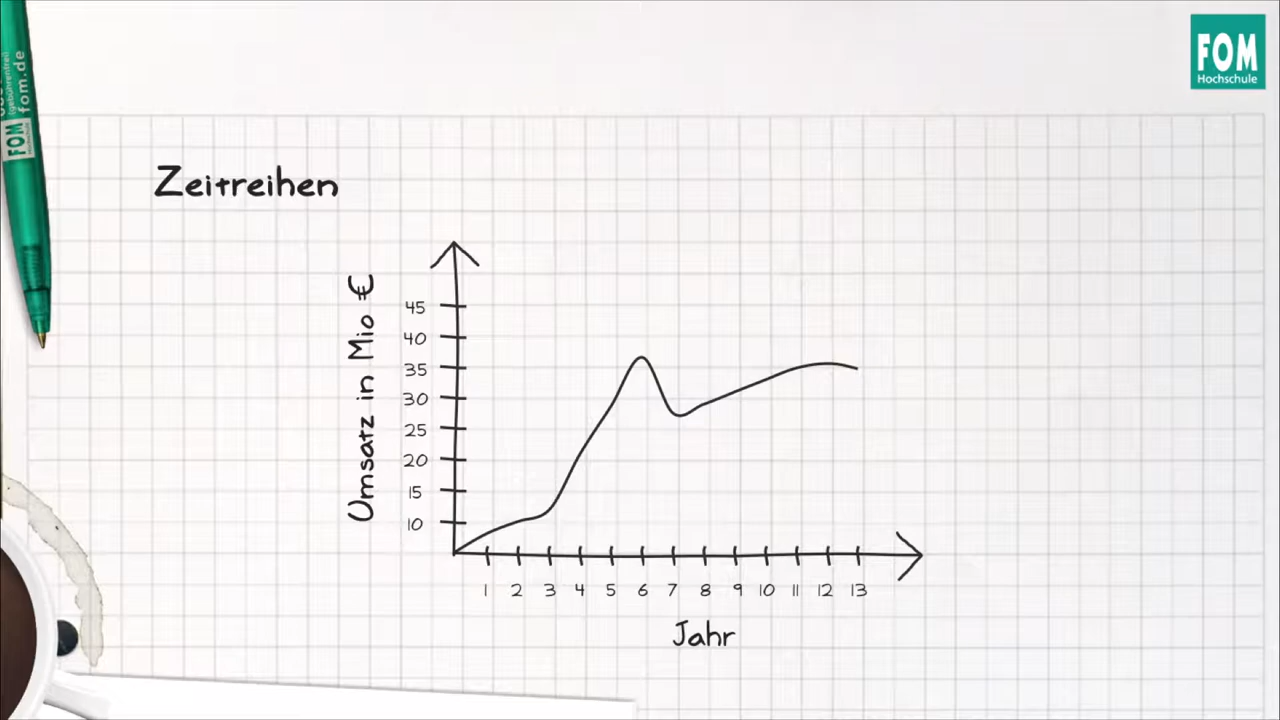 FOM
Hochschule
fom.de
FOM
Zeitreihen
Umsatz in Mio €
45
40
35
30
25
20
15
10
1 2 3 4 5 6 7 8 9 10 11 12 13
Jahr